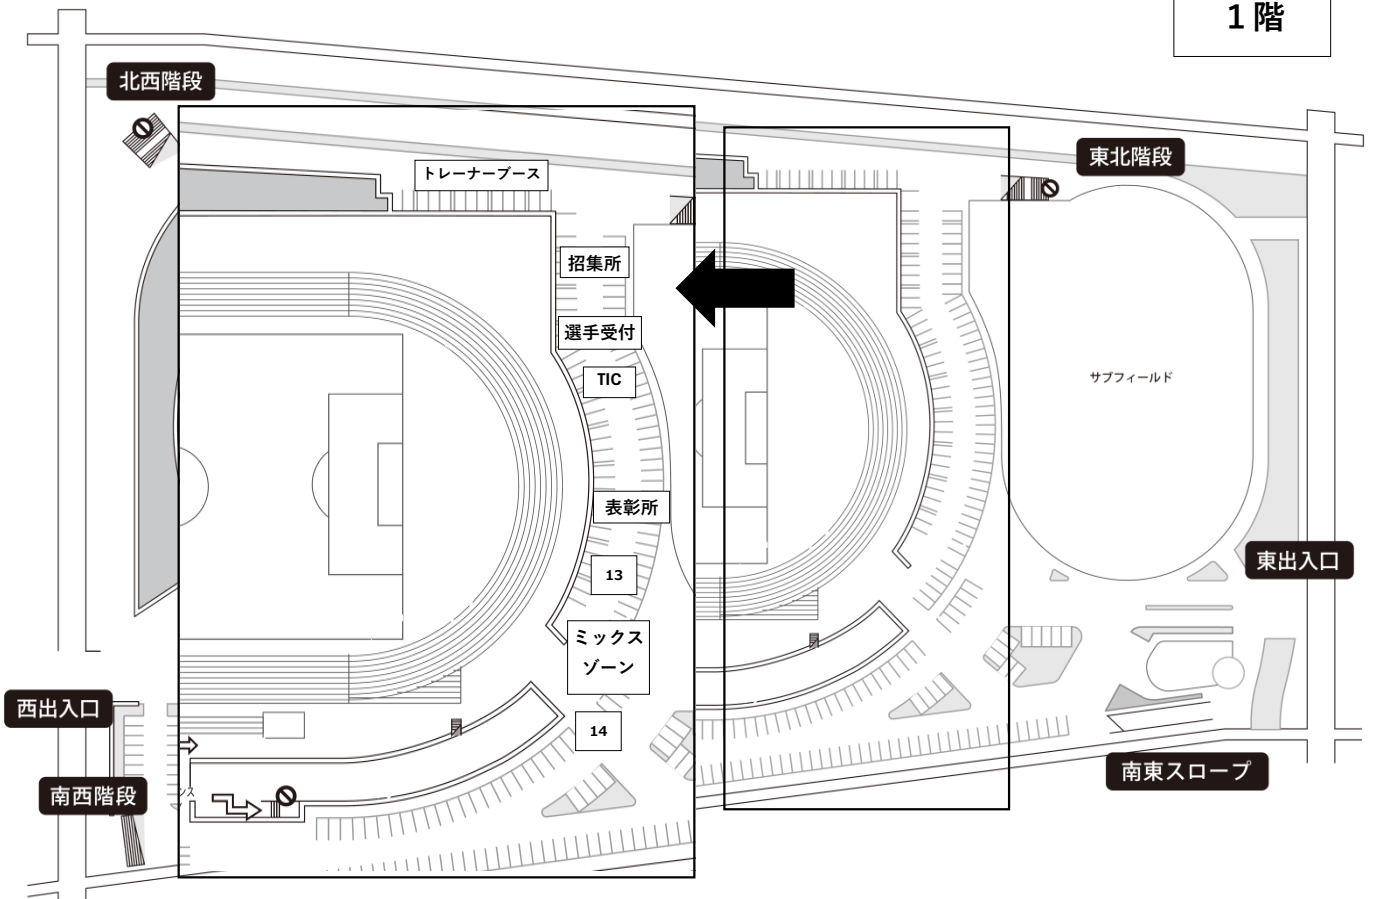 1階
北西階段
東北階段
トレーナーブース
招集所
選手受付
TIC
サブフィールド
表彰所
13
東出入口
ミックス
ゾーン
西出入口
14
南東スロープ
南西階段
ンス